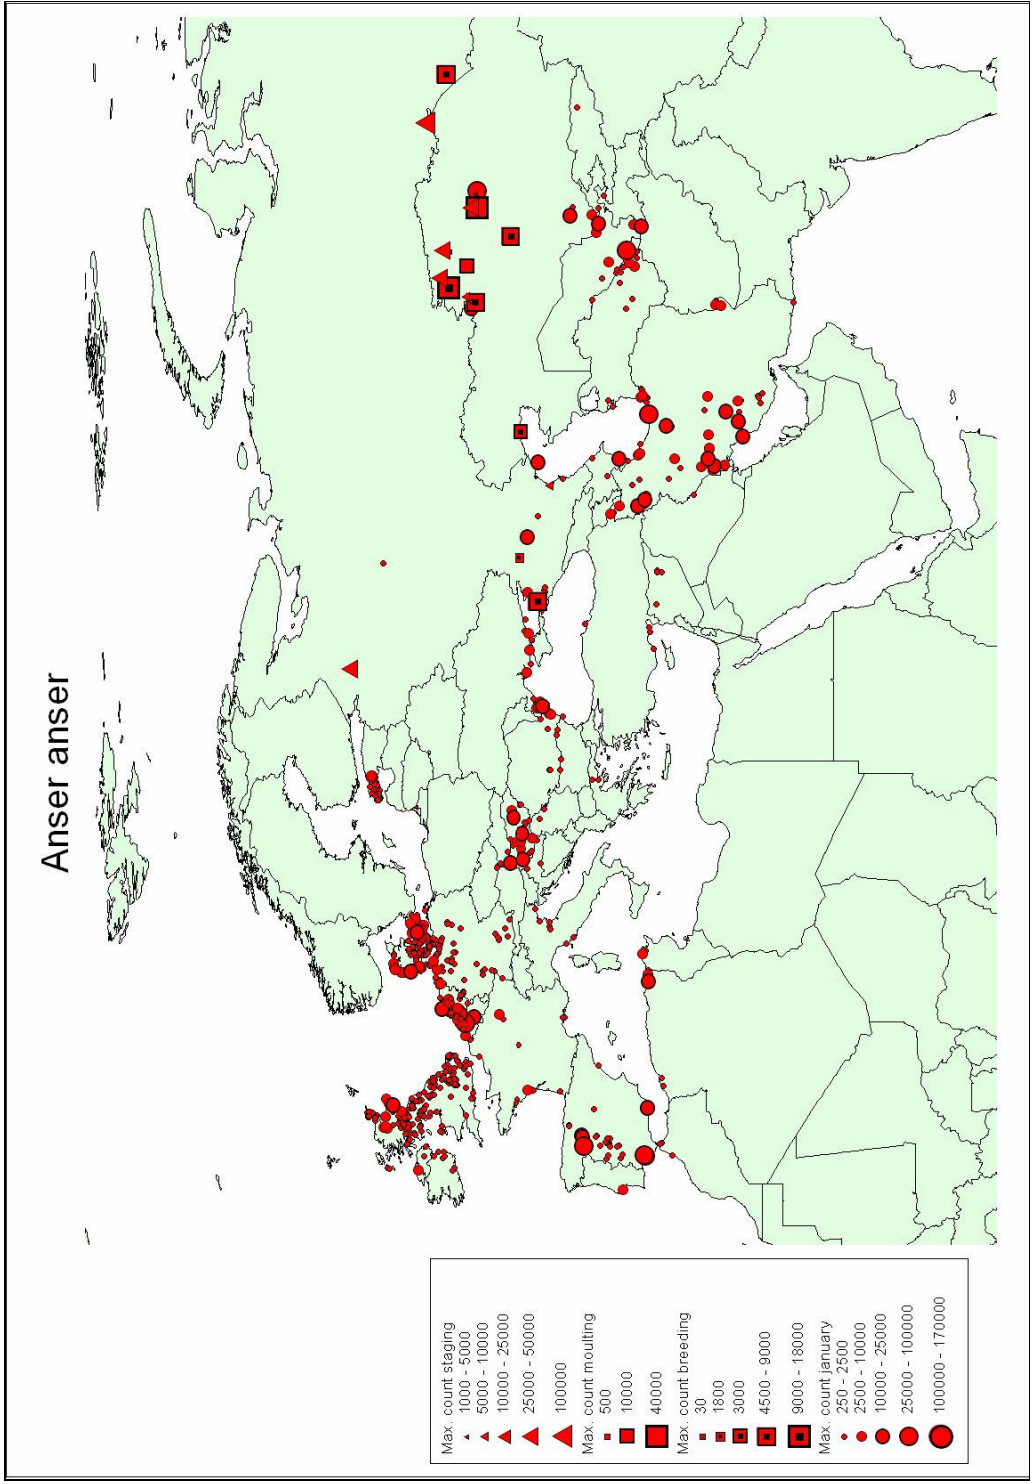 Anser anser
Max. count staging
1000 - 5000
5000 - 10000
10000 - 25000
25000 - 50000
100000
Max. count moulting
500
10000
40000
Max. count breeding
30
1800
3000
4500 - 9000
9000 - 18000
Max. count january
250 - 2500
2500 - 10000
10000 - 25000
25000 - 100000
100000 - 170000